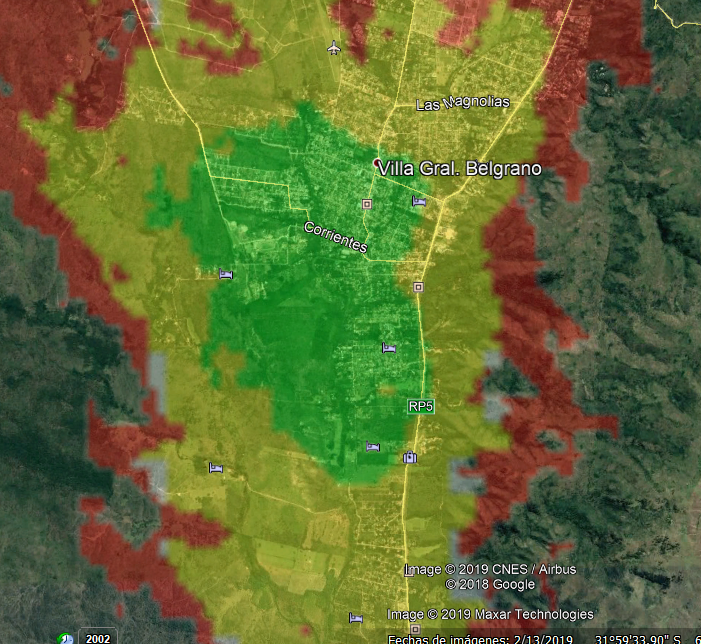 Las Magnolias
Villa Gral. Belgrano
Corrientes
RP5
Image © 2019 CNES / Airbus
© 2018 Google
Image © 2019 Maxar Technologies
2002
Fechas de imágenes: 2/13/2019 31°59'33.90" S